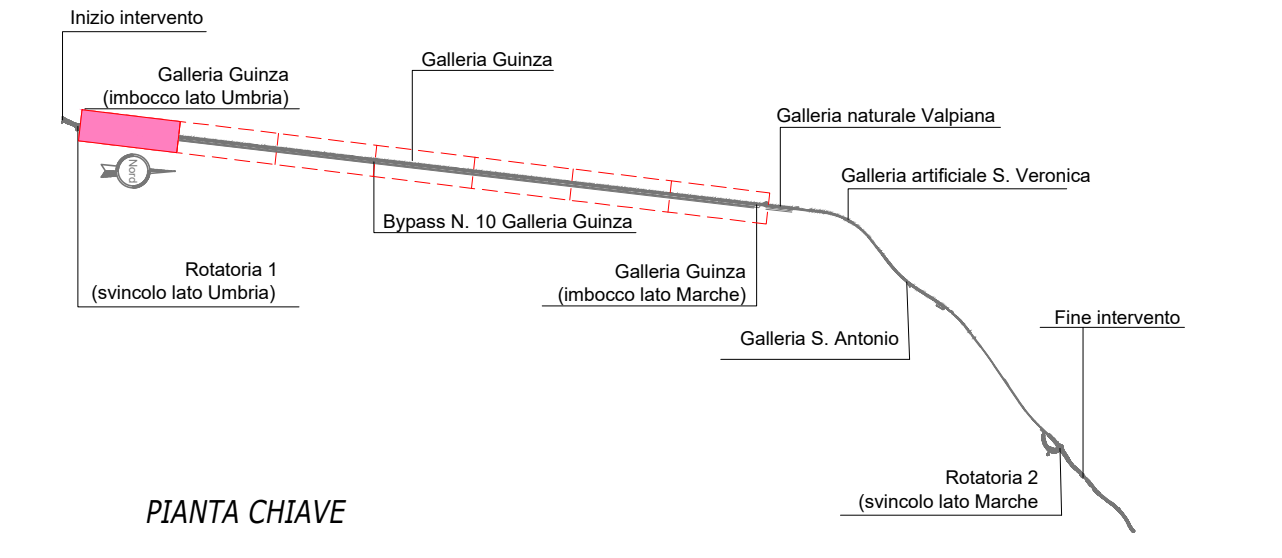 Inizio intervento
Galleria Guinza
(imbocco lato Umbria)
Galleria Guinza
Galleria naturale Valpiana
Galleria artificiale S. Veronica
Nord
Bypass N. 10 Galleria Guinza
Rotatoria 1
(svincolo lato Umbria)
Galleria Guinza
(imbocco lato Marche)
Galleria S. Antonio
Fine intervento
Rotatoria 2
(svincolo lato Marche
PIANTA CHIAVE